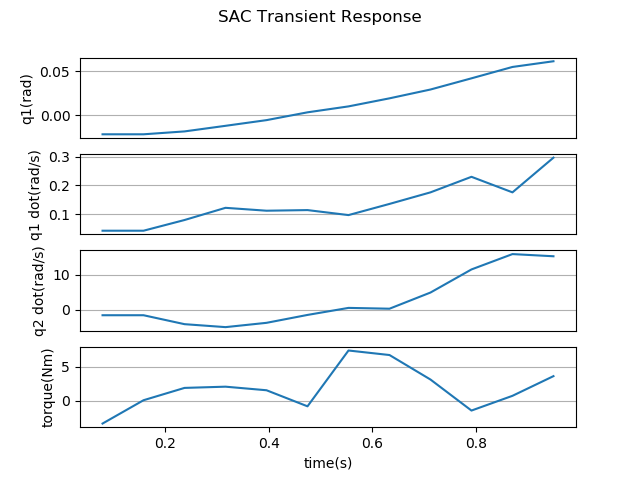 SAC Transient Response
q1(rad)
0.05
0.00
q1 dot(rad/s)
0.3
0.2
0.1
q2 dot(rad/s)
10
0
torque(Nm)
5
0
0.2 0.4 0.6 0.8
time(s)